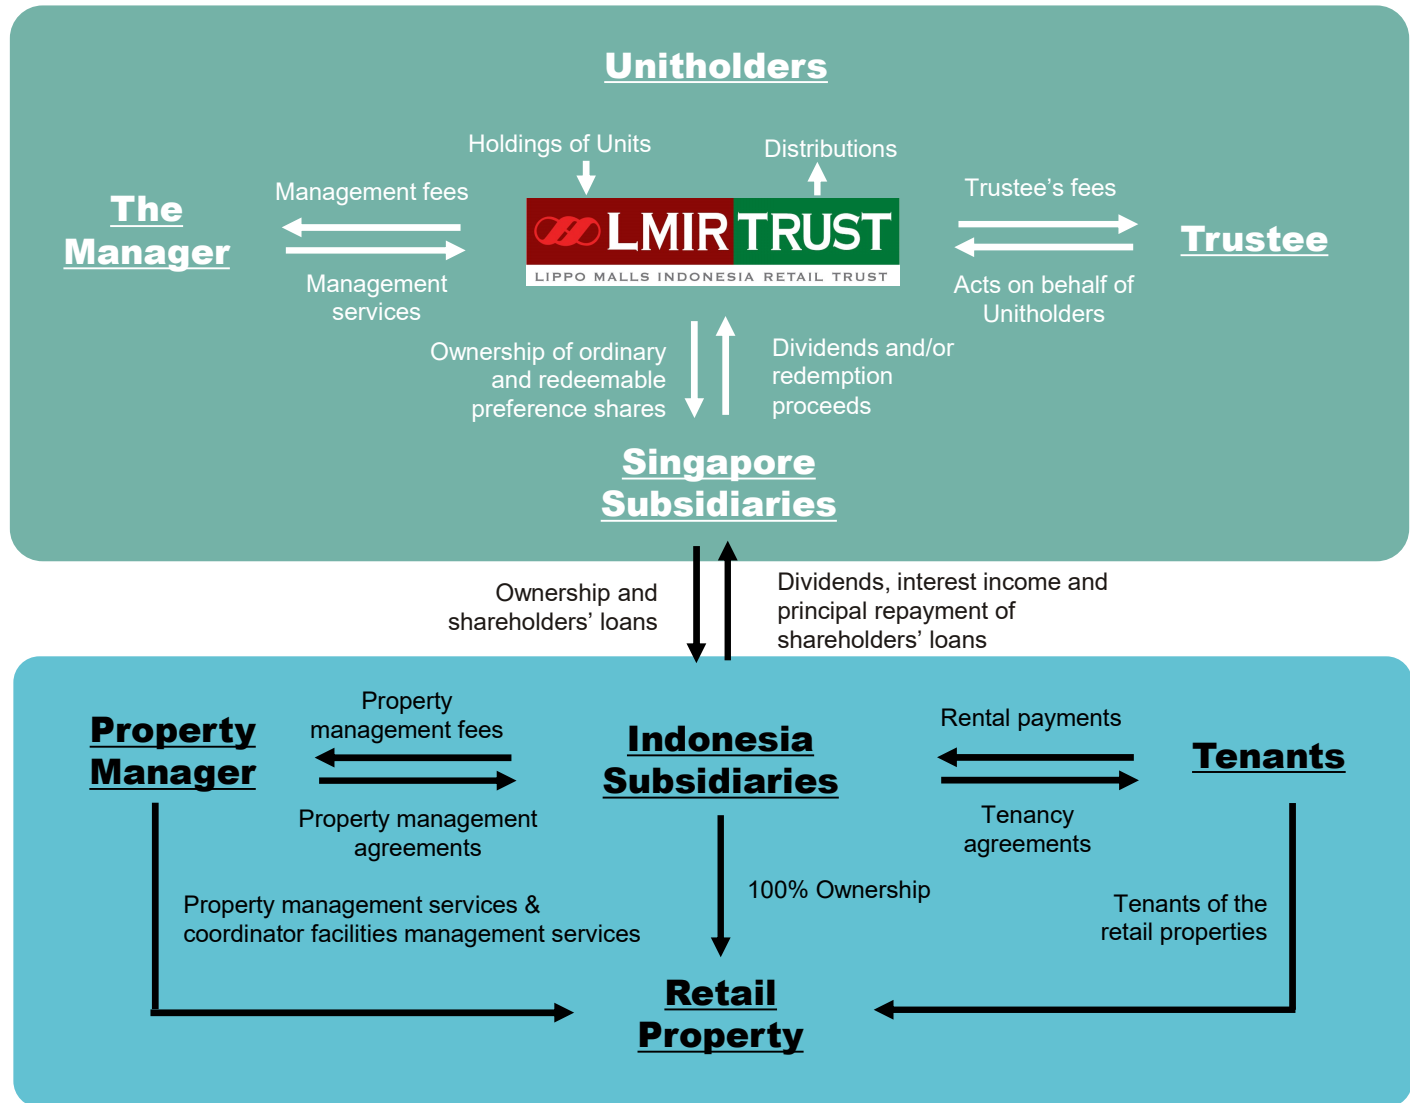 Unitholders
Holdings of Units
Distributions
The
Manager
Management fees
Management
services
LMIR TRUST
LIPPO MALLS INDONESIA RETAIL TRUST
Trustee’s fees
Acts on behalf of
Unitholders
Trustee
Ownership of ordinary
and redeemable
preference shares
Dividends and/or
redemption
proceeds
Singapore
Subsidiaries
Ownership and
shareholders’ loans
Dividends, interest income and
principal repayment of
shareholders’ loans
Property
Manager
Property
management fees
Property management
agreements
Indonesia
Subsidiaries
Rental payments
Tenancy
agreements
Tenants
Property management services &
coordinator facilities management services
100% Ownership
Tenants of the
retail properties
Retail
Property